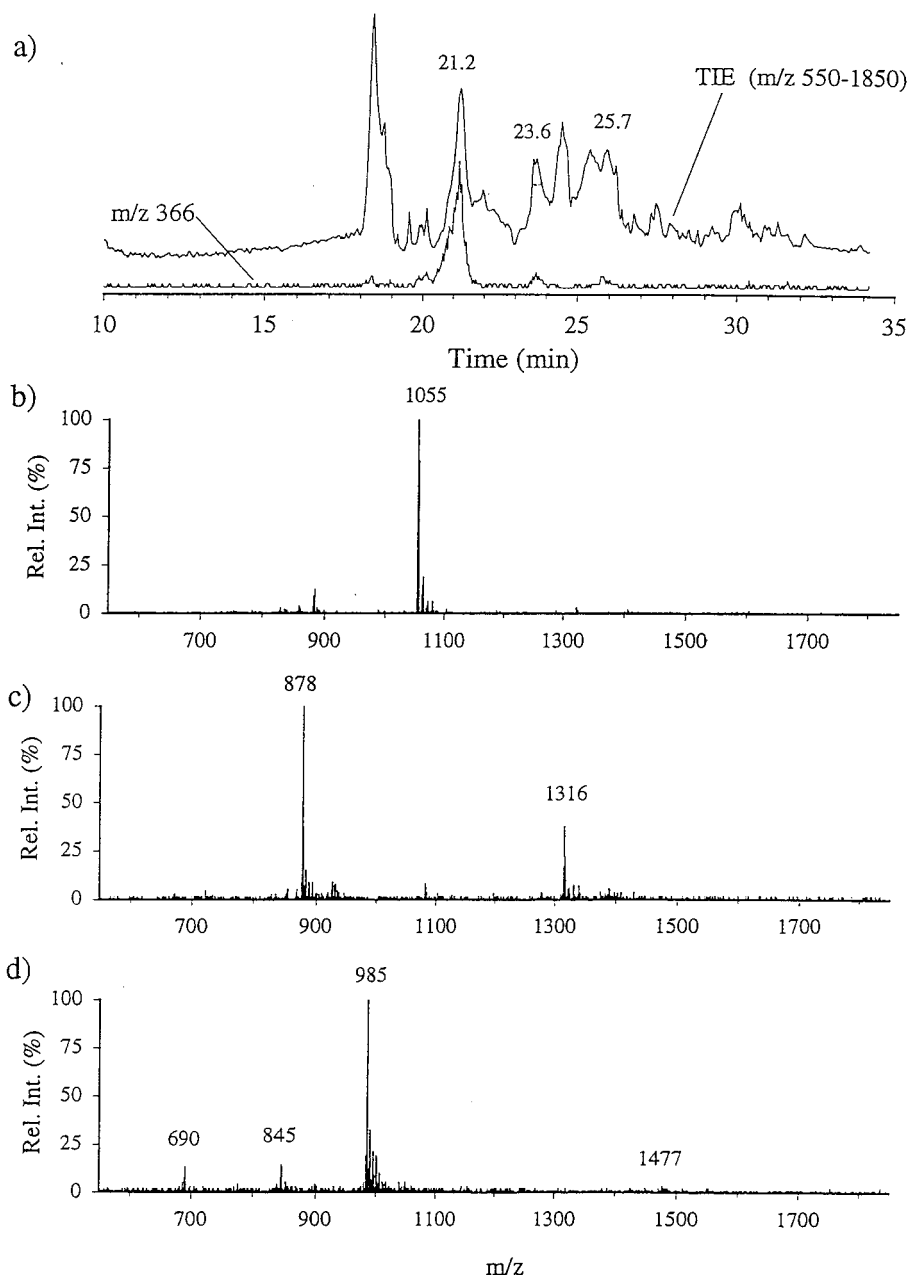 a)
21.2
TIE (m/z 550-1850)
23.6
25.7
m/z 366
10 15 20 25 30 35
Time (min)
b)
1055
100
75
50
25
0
Rel. Int. (%)
700 900 1100 1300 1500 1700
c)
878
100
75
50
25
0
Rel. Int. (%)
1316
700 900 1100 1300 1500 1700
d)
985
100
75
50
25
0
Rel. Int. (%)
690
845
1477
700 900 1100 1300 1500 1700
m/z